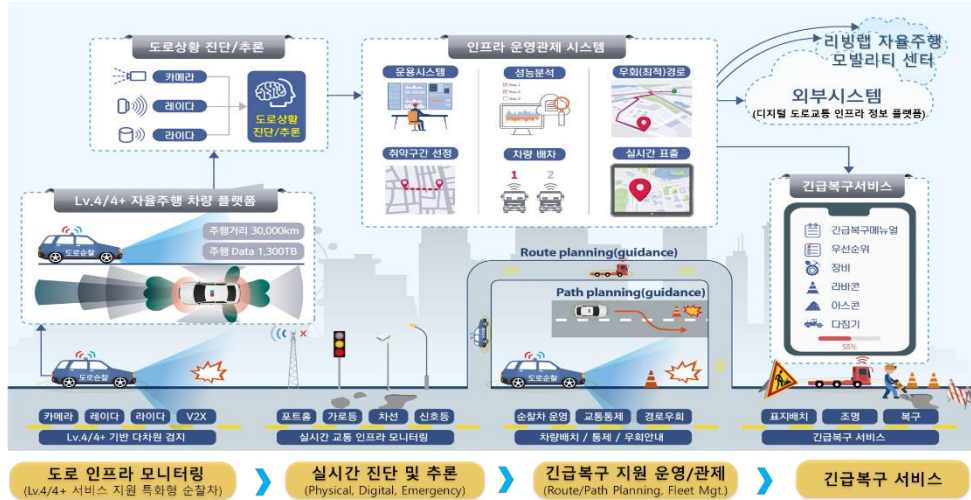 도로상황 진단/추론
카메라
레이다
라이다
도로상황
진단/추론
인프라 운영관제 시스템
운용시스템
성능분석
우회(최적)경로
취약구간 선정
차량 배차
실시간 표출
1
2
리빙랩 자율주행
모빌리티 센터
외부시스템
(디지털 도로교통 인프라 정보 플랫폼)
Lv.4/4+ 자율주행 차량 플랫폼
주행거리 30,000km
주행 Data 1,300TB
도로순찰
긴급복구서비스
긴급복구메뉴얼
우선순위
장비
라바콘
아스콘
다짐기
55%
Route planning(guidance)
Path planning(guidance)
도로순찰
도로순찰
카메라
레이다
라이다
V2X
Lv.4/4+ 기반 다차원 검지
포트홀
가로등
차선
신호등
실시간 교통 인프라 모니터링
순찰차 운영
교통통제
경로우회
차량배치 / 통제 / 우회안내
표지배치
조명
복구
긴급복구 서비스
도로 인프라 모니터링
(Lv.4/4+ 서비스 지원 특화형 순찰차)
실시간 진단 및 추론
(Physical, Digital, Emergency)
긴급복구 지원 운영/관제
(Route/Path Planning, Fleet Mgt.)
긴급복구 서비스